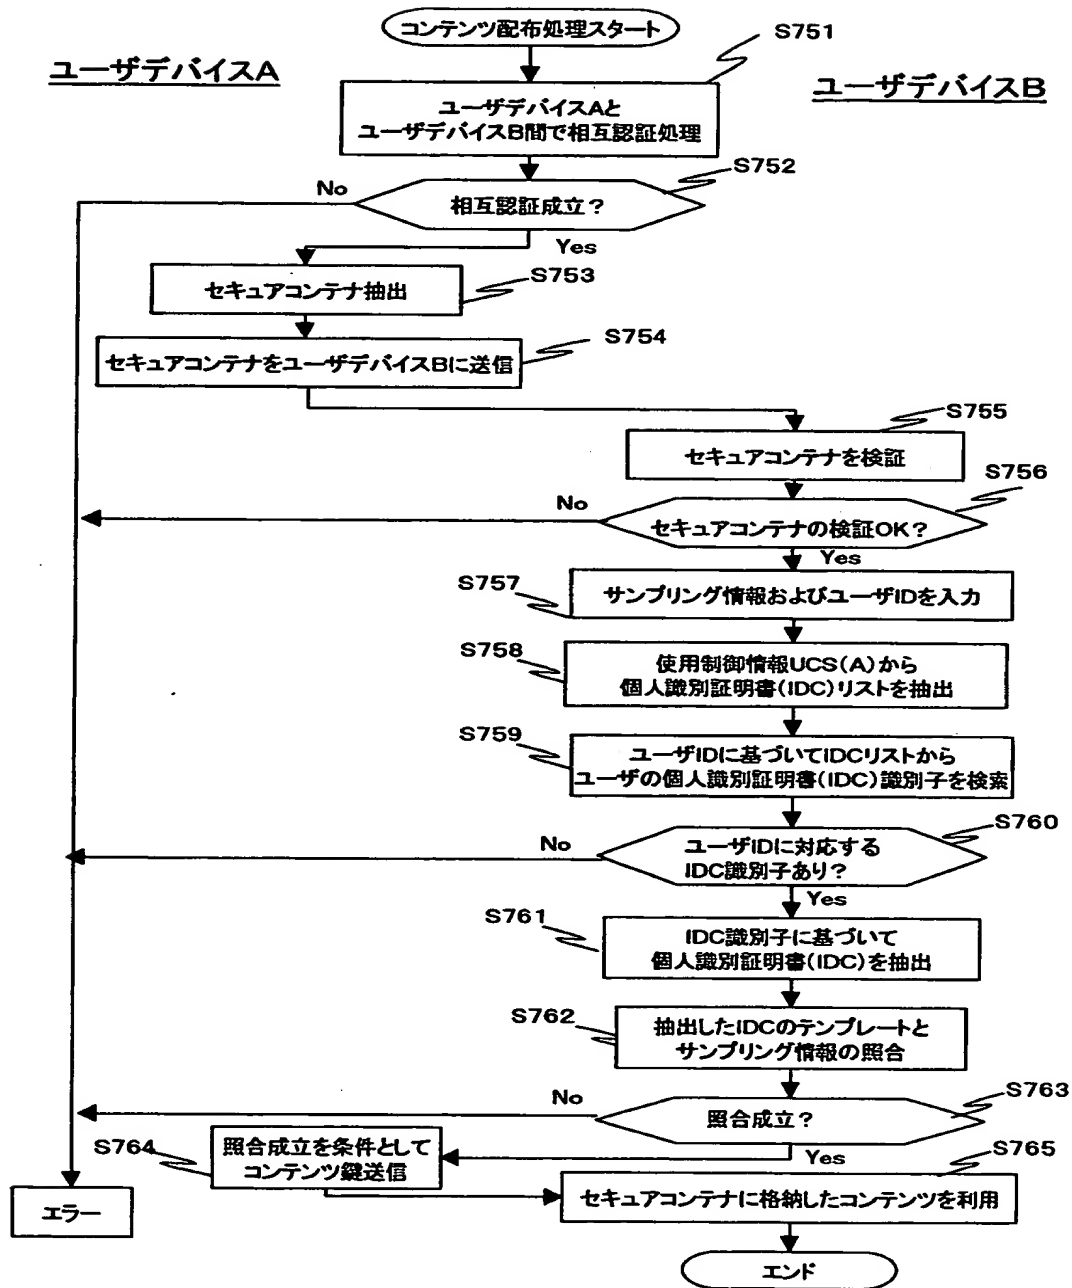 コンテンツ配布処理スタート
S751
ユーザデバイスA
ユーザデバイスB
ユーザデバイスAと
ユーザデバイスB間で相互認証処理
S752
No
相互認証成立？
Yes
セキュアコンテナ抽出
S753
セキュアコンテナをユーザデバイスBに送信
S754
S755
セキュアコンテナを検証
S756
No
セキュアコンテナの検証OK？
Yes
S757
サンプリング情報およびユーザIDを入力
S758
使用制御情報UCS(A)から
個人識別証明書(IDC)リストを抽出
S759
ユーザIDに基づいてIDCリストから
ユーザの個人識別証明書(IDC)識別子を検索
S760
No
ユーザIDに対応する
IDC識別子あり？
Yes
S761
IDC識別子に基づいて
個人識別証明書(IDC)を抽出
S762
抽出したIDCのテンプレートと
サンプリング情報の照合
S763
No
照合成立？
Yes
S764
照合成立を条件として
コンテンツ鍵送信
S765
セキュアコンテナに格納したコンテンツを利用
エラー
エンド